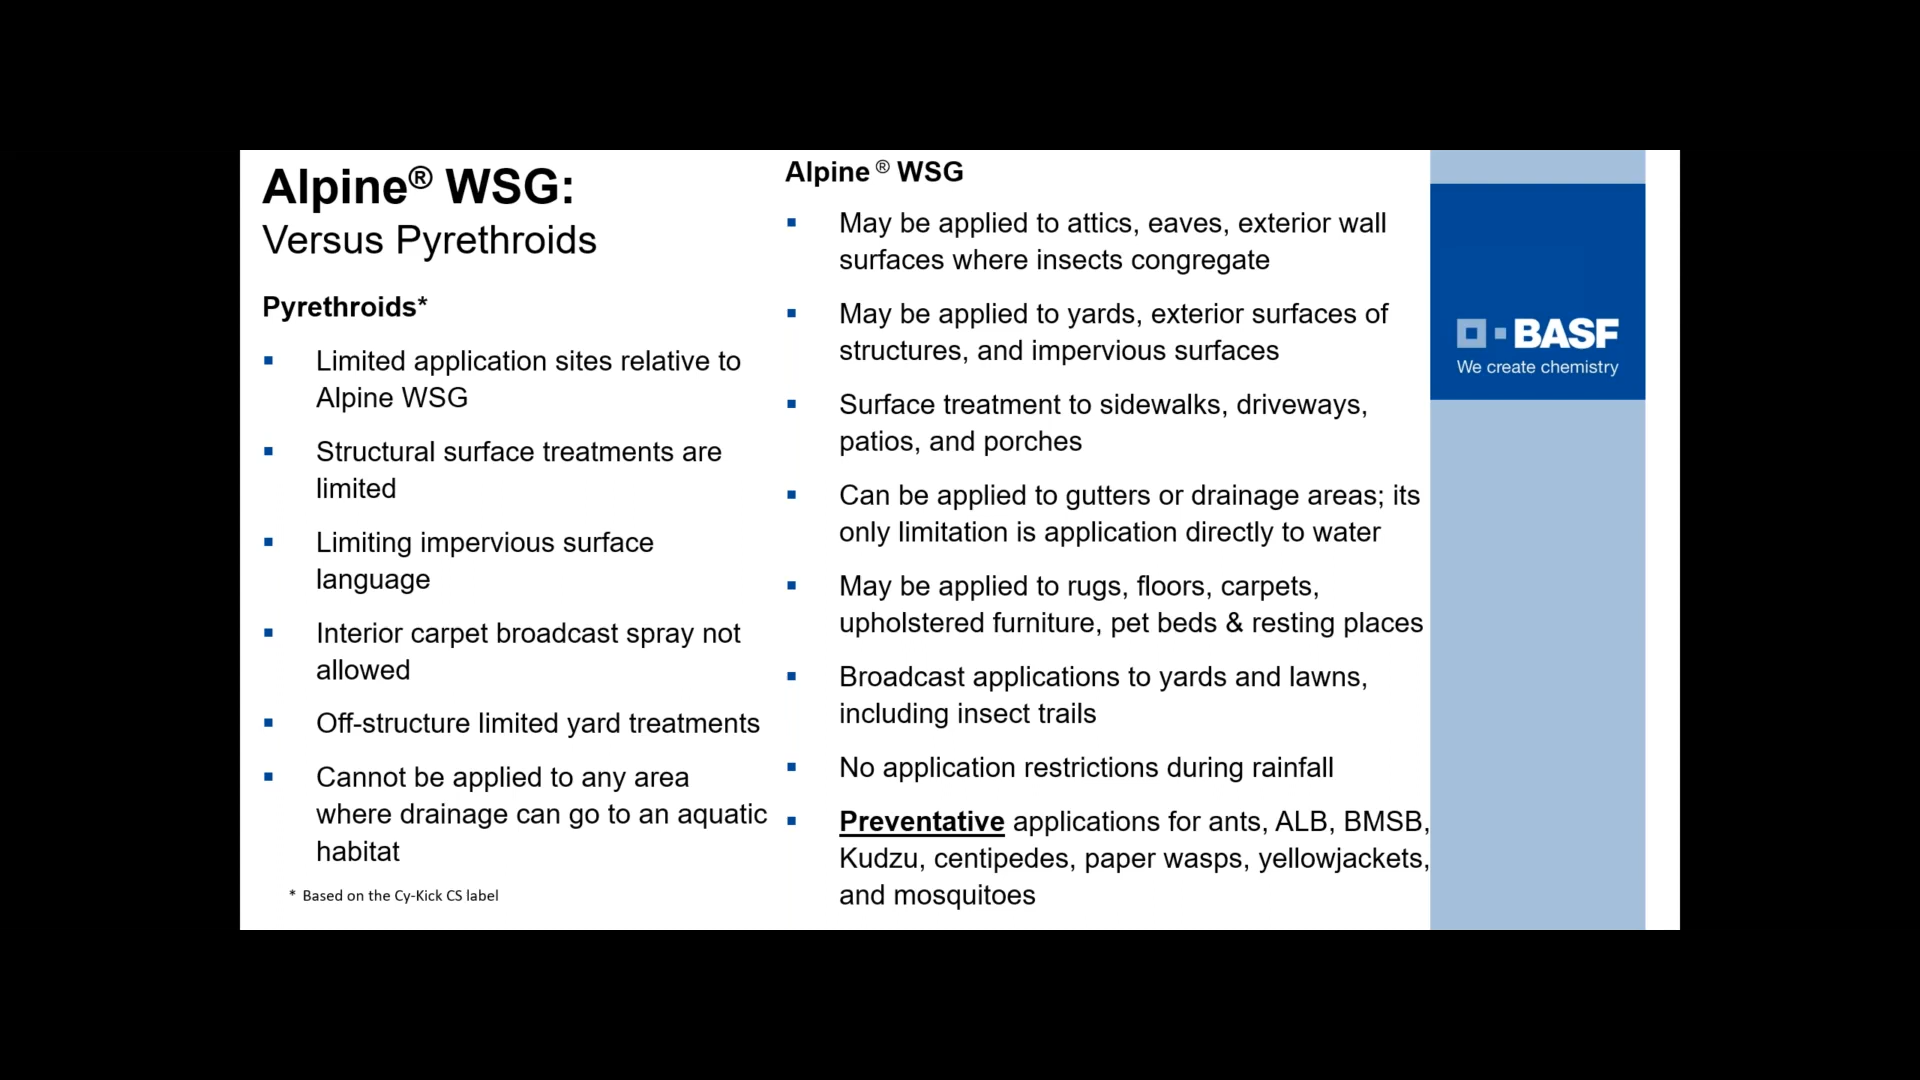 Alpine® WSG:
Versus Pyrethroids
Pyrethroids*
▪ Limited application sites relative to
Alpine WSG
▪ Structural surface treatments are
limited
▪ Limiting impervious surface
language
▪ Interior carpet broadcast spray not
allowed
▪ Off-structure limited yard treatments
▪ Cannot be applied to any area
where drainage can go to an aquatic
habitat
* Based on the Cy-Kick CS label
Alpine ® WSG
▪ May be applied to attics, eaves, exterior wall
surfaces where insects congregate
▪ May be applied to yards, exterior surfaces of
structures, and impervious surfaces
▪ Surface treatment to sidewalks, driveways,
patios, and porches
▪ Can be applied to gutters or drainage areas; its
only limitation is application directly to water
▪ May be applied to rugs, floors, carpets,
upholstered furniture, pet beds & resting places
▪ Broadcast applications to yards and lawns,
including insect trails
▪ No application restrictions during rainfall
▪ Preventative applications for ants, ALB, BMSB,
Kudzu, centipedes, paper wasps, yellowjackets,
and mosquitoes
BASF
We create chemistry